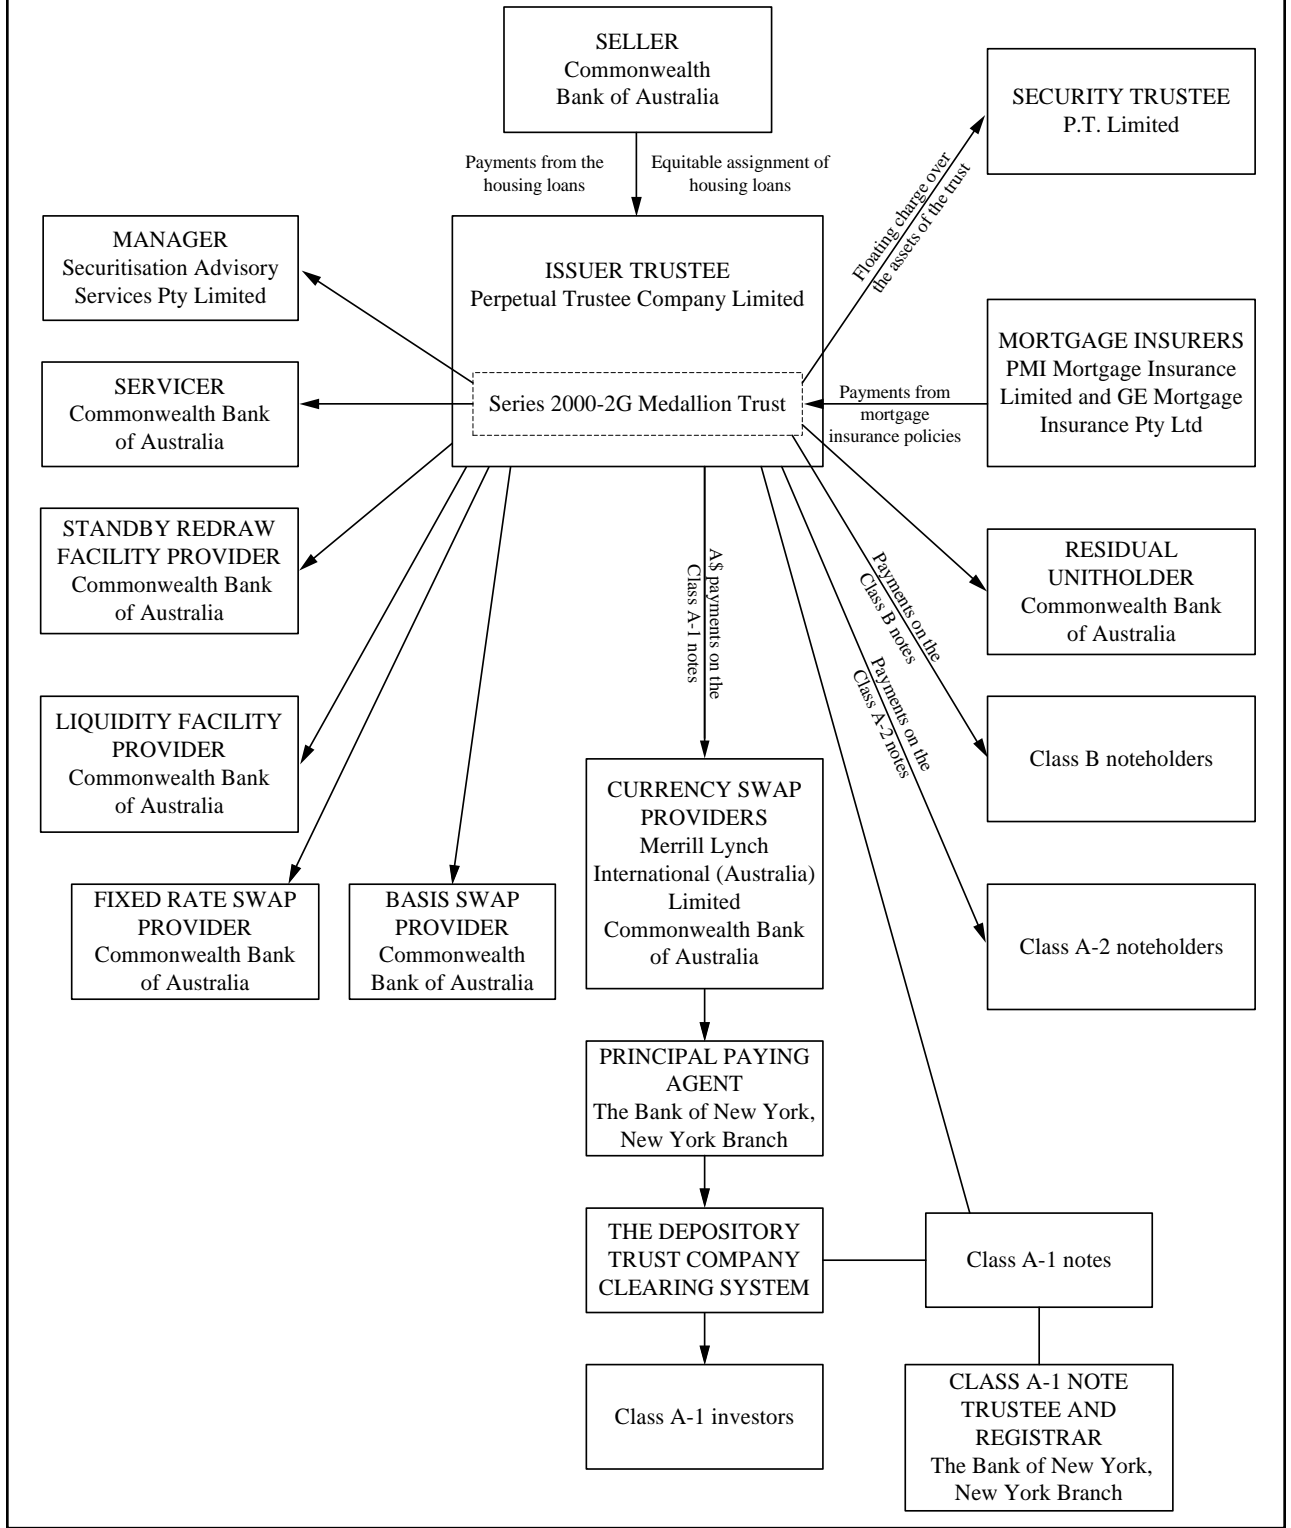 SELLER
Commonwealth
Bank of Australia
SECURITY TRUSTEE
P.T. Limited
Payments from the
housing loans
Equitable assignment of
housing loans
Floating charge over
the assets of the trust
MANAGER
Securitisation Advisory
Services Pty Limited
ISSUER TRUSTEE
Perpetual Trustee Company Limited
MORTGAGE INSURERS
PMI Mortgage Insurance
Limited and GE Mortgage
Insurance Pty Ltd
SERVICER
Commonwealth Bank
of Australia
Series 2000-2G Medallion Trust
Payments from
mortgage
insurance policies
STANDBY REDRAW
FACILITY PROVIDER
Commonwealth Bank
of Australia
A$ payments on the
Class A-1 notes
Payments on the
Class B notes
RESIDUAL
UNITHOLDER
Commonwealth Bank
of Australia
Payments on the
Class A-2 notes
LIQUIDITY FACILITY
PROVIDER
Commonwealth Bank
of Australia
Class B noteholders
CURRENCY SWAP
PROVIDERS
Merrill Lynch
International (Australia)
Limited
Commonwealth Bank
of Australia
FIXED RATE SWAP
PROVIDER
Commonwealth Bank
of Australia
BASIS SWAP
PROVIDER
Commonwealth
Bank of Australia
Class A-2 noteholders
PRINCIPAL PAYING
AGENT
The Bank of New York,
New York Branch
THE DEPOSITORY
TRUST COMPANY
CLEARING SYSTEM
Class A-1 notes
Class A-1 investors
CLASS A-1 NOTE
TRUSTEE AND
REGISTRAR
The Bank of New York,
New York Branch